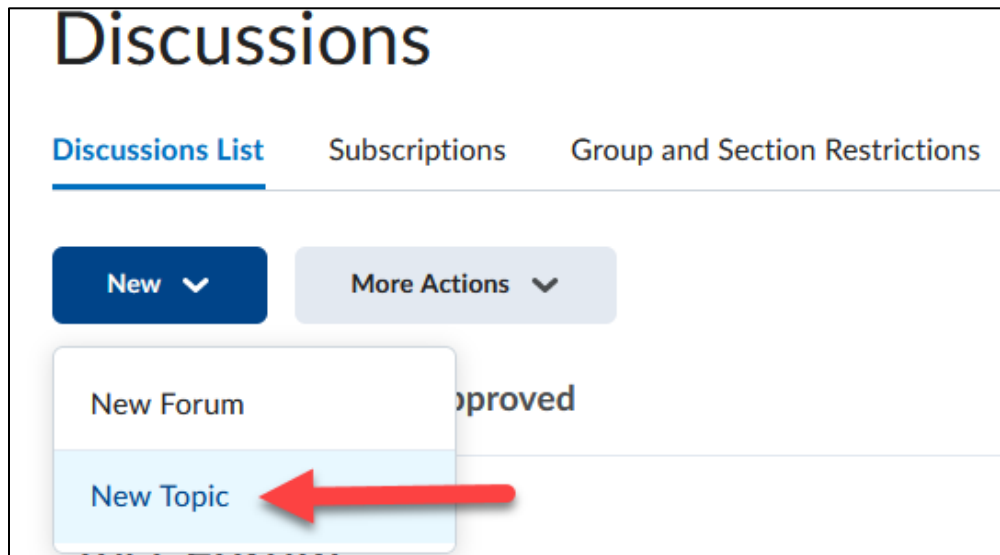 Discussions
Discussions List Subscriptions Group and Section Restrictions
New More Actions
New Forum
pproved
New Topic